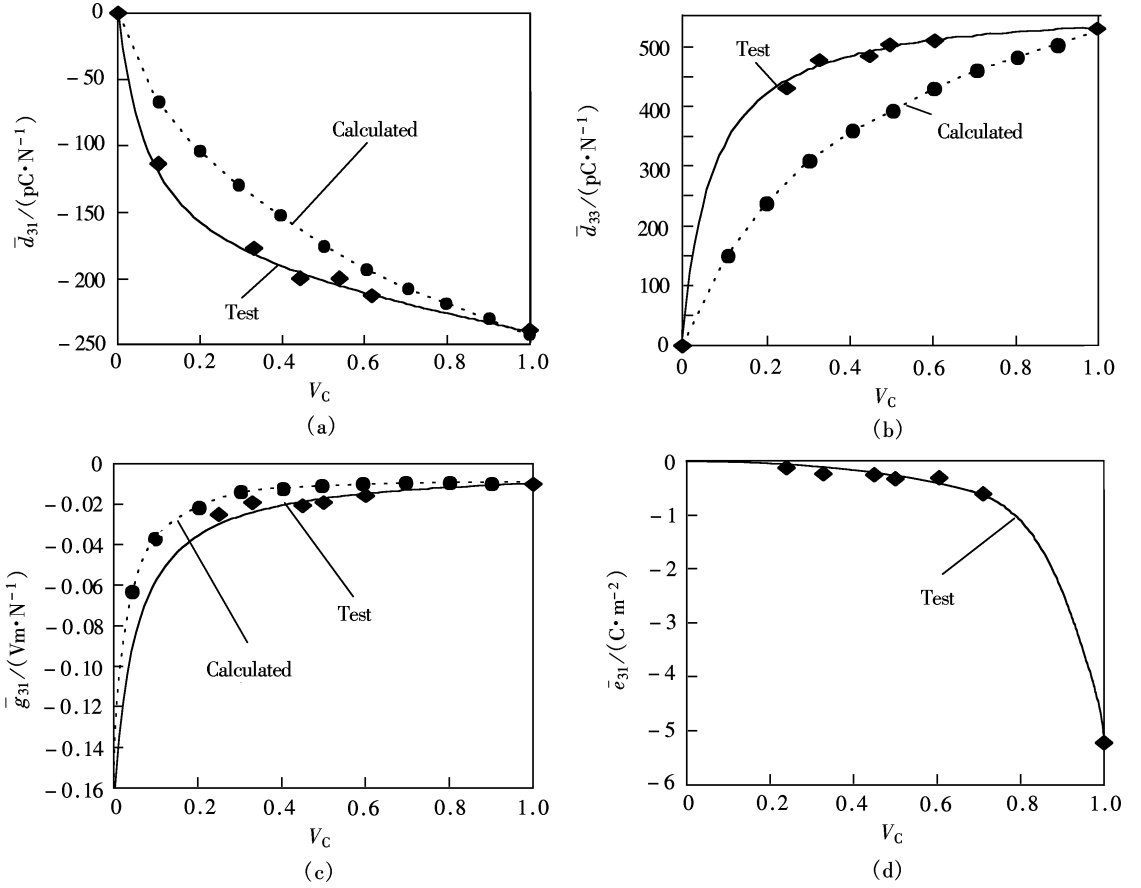 0
−50
−100
−150
−200
−250
d̄31/(pC•N−1)
Calculated
Test
0
0.2
0.4
0.6
0.8
1.0
VC
(a)
500
400
300
200
100
0
d̄33/(pC•N−1)
Test
Calculated
0
0.2
0.4
0.6
0.8
1.0
VC
(b)
0
−0.02
−0.04
−0.06
−0.08
−0.10
−0.12
−0.14
−0.16
ḡ31/(Vm•N−1)
Test
Calculated
0
0.2
0.4
0.6
0.8
1.0
VC
(c)
0
−1
−2
−3
−4
−5
−6
ē31/(C•m−2)
Test
0
0.2
0.4
0.6
0.8
1.0
VC
(d)